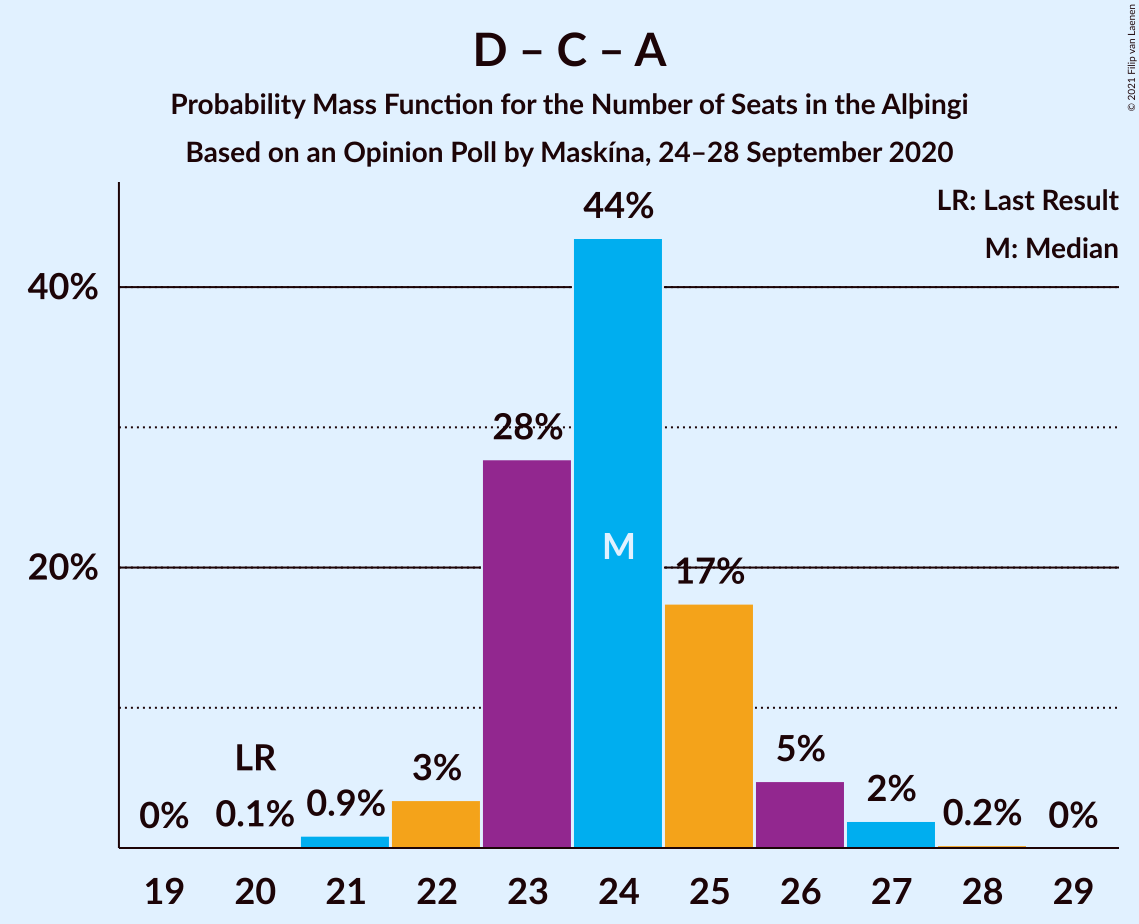 D – C – A
Probability Mass Function for the Number of Seats in the Alþingi
Based on an Opinion Poll by Maskína, 24–28 September 2020
© 2021 Filip van Laenen
LR: Last Result
M: Median
40%
20%
0%
LR
0.1%
0.9%
3%
28%
44%
M
17%
5%
2%
0.2%
0%
19 20 21 22 23 24 25 26 27 28 29